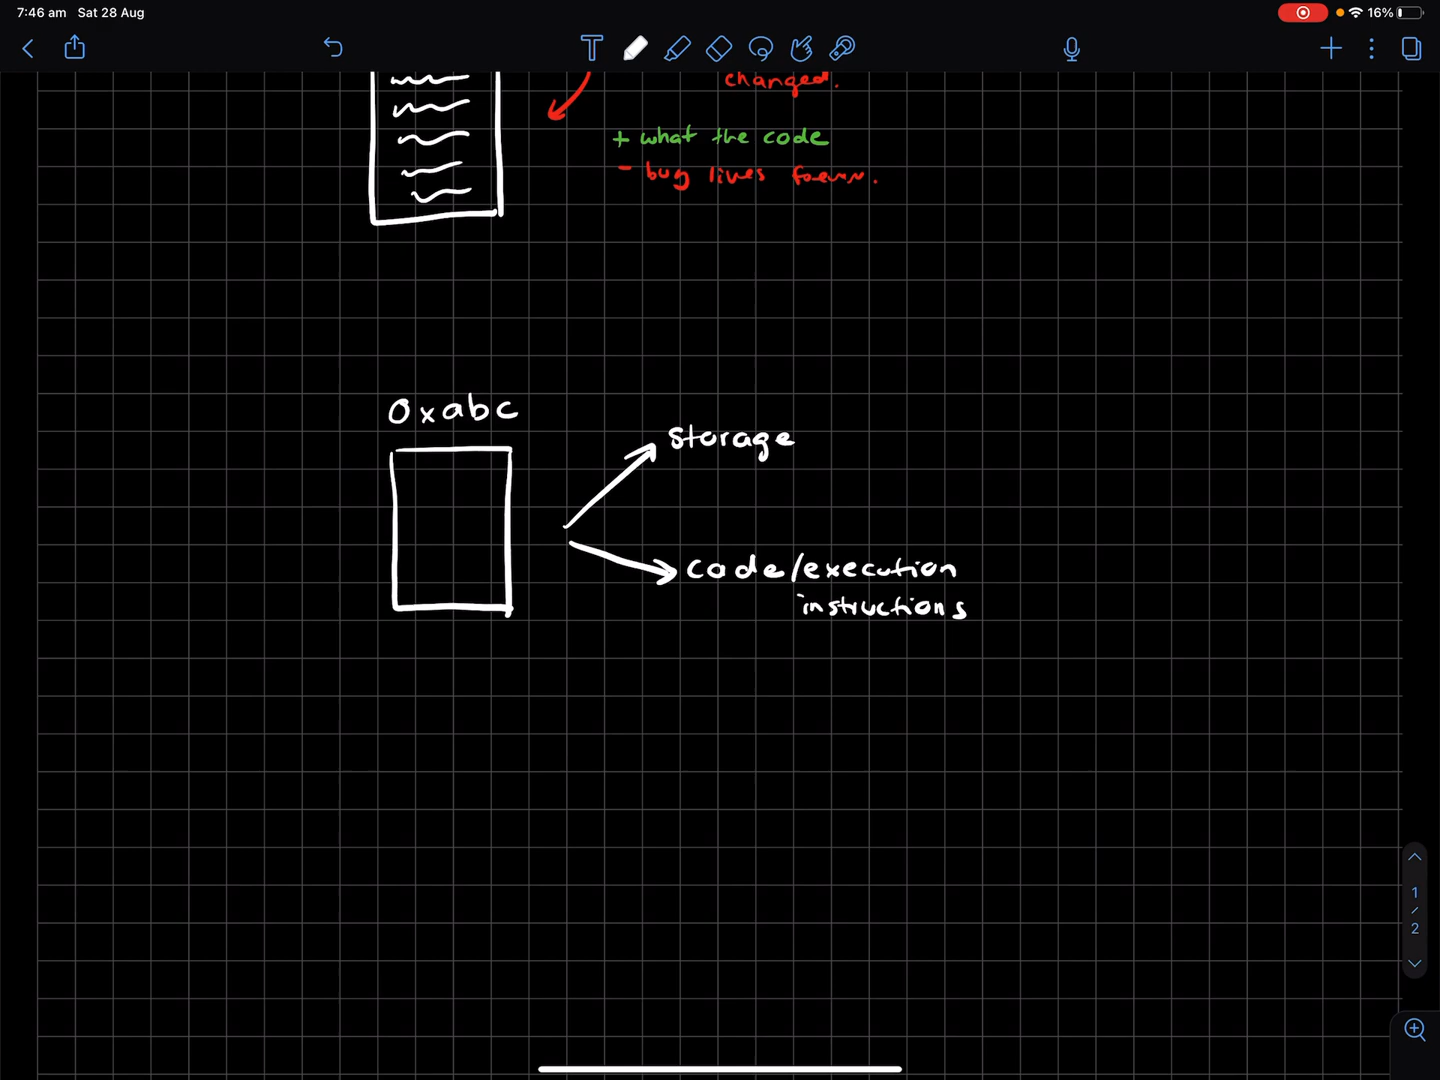 7:46 am Sat 28 Aug
16%
changed.
+ what the code
- bug lives forever.
0xabc
storage
code/execution
instructions
1
/
2